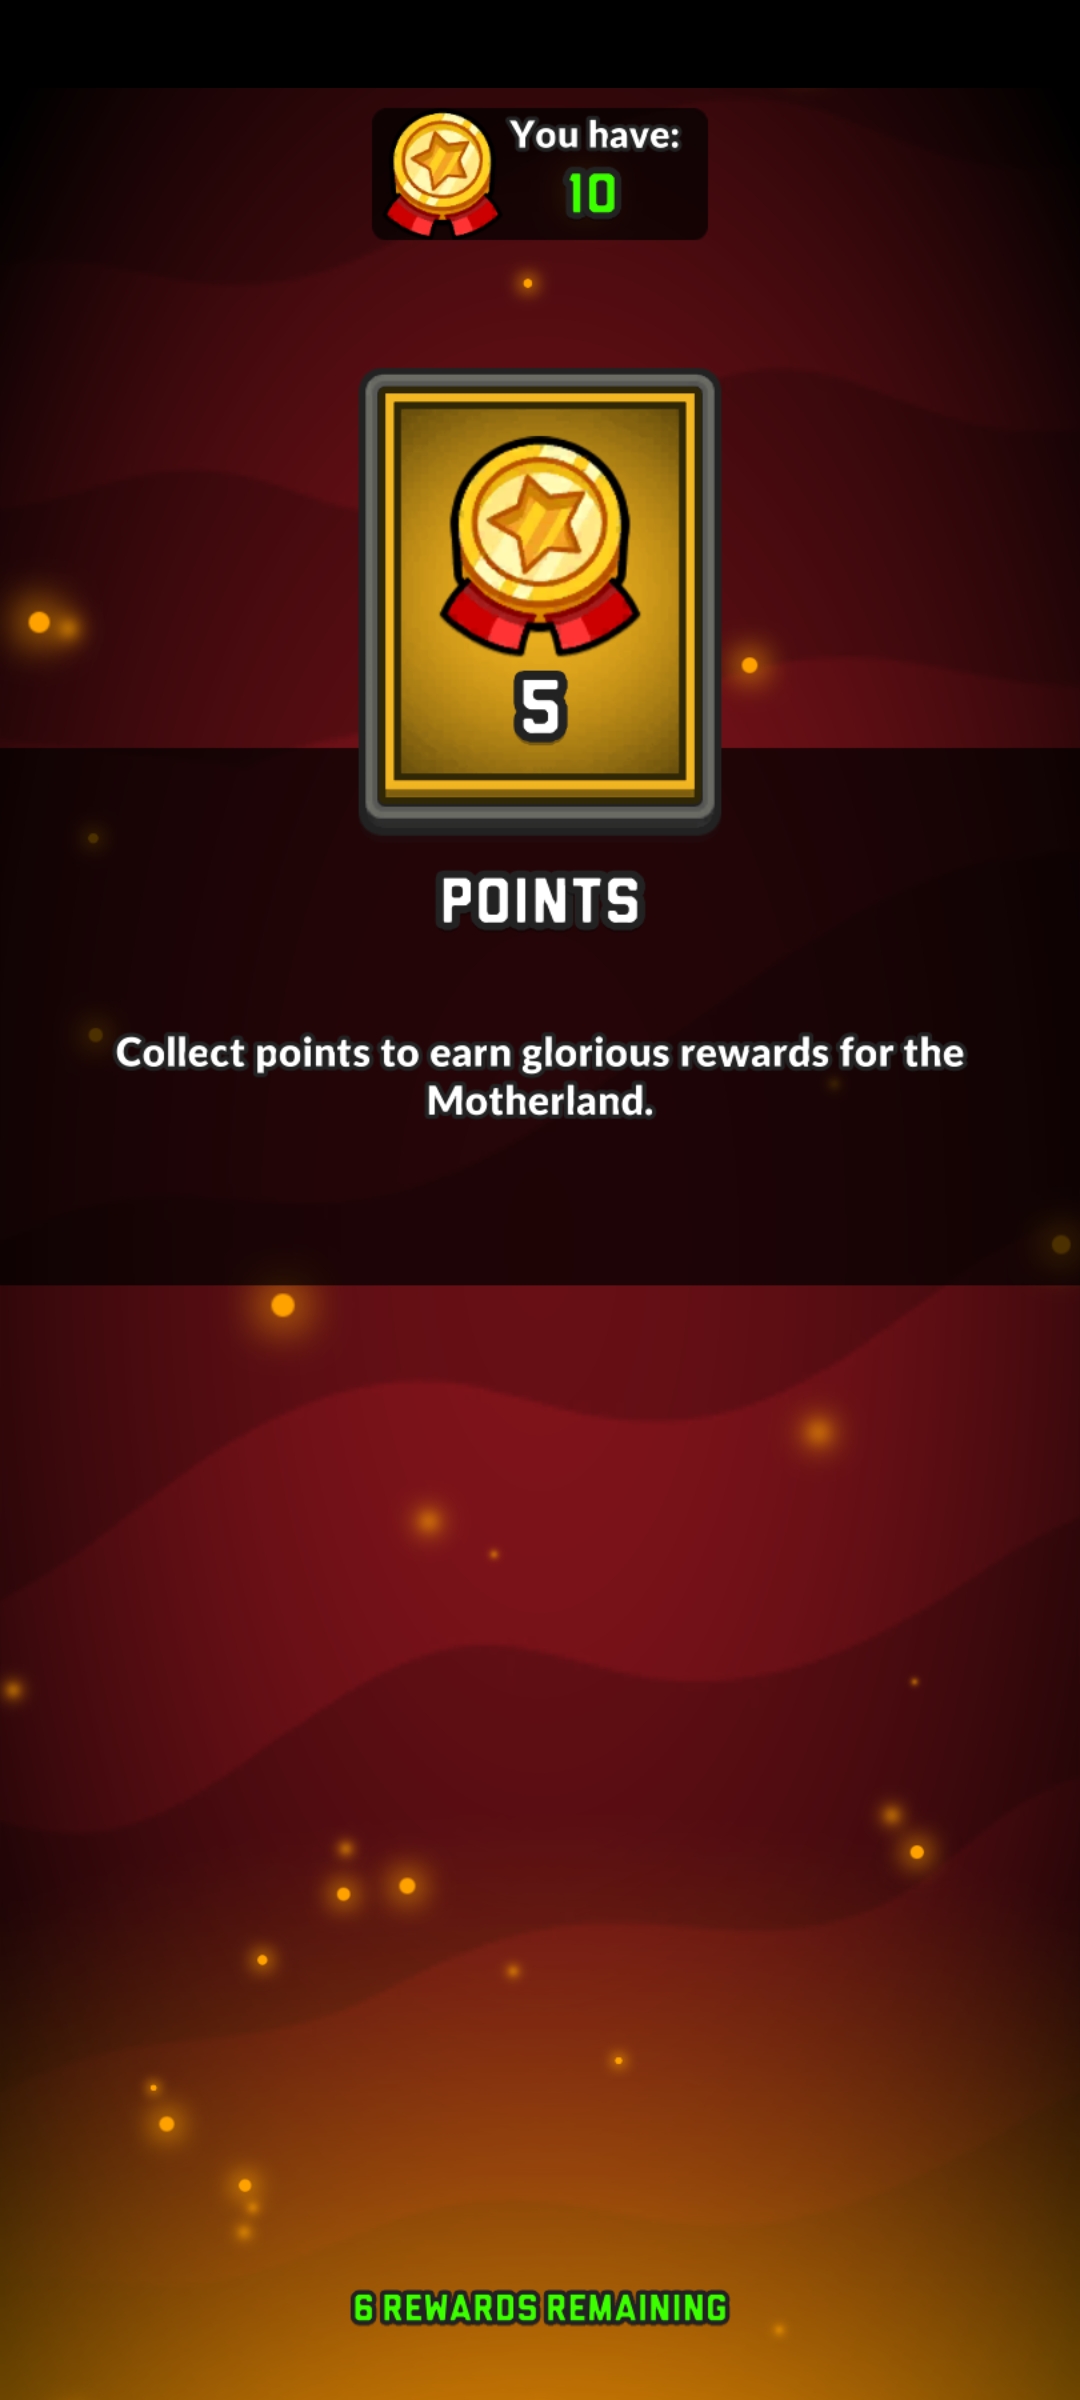 You have:
10
5
POINTS
Collect points to earn glorious rewards for the
Motherland.
6 REWARDS REMAINING